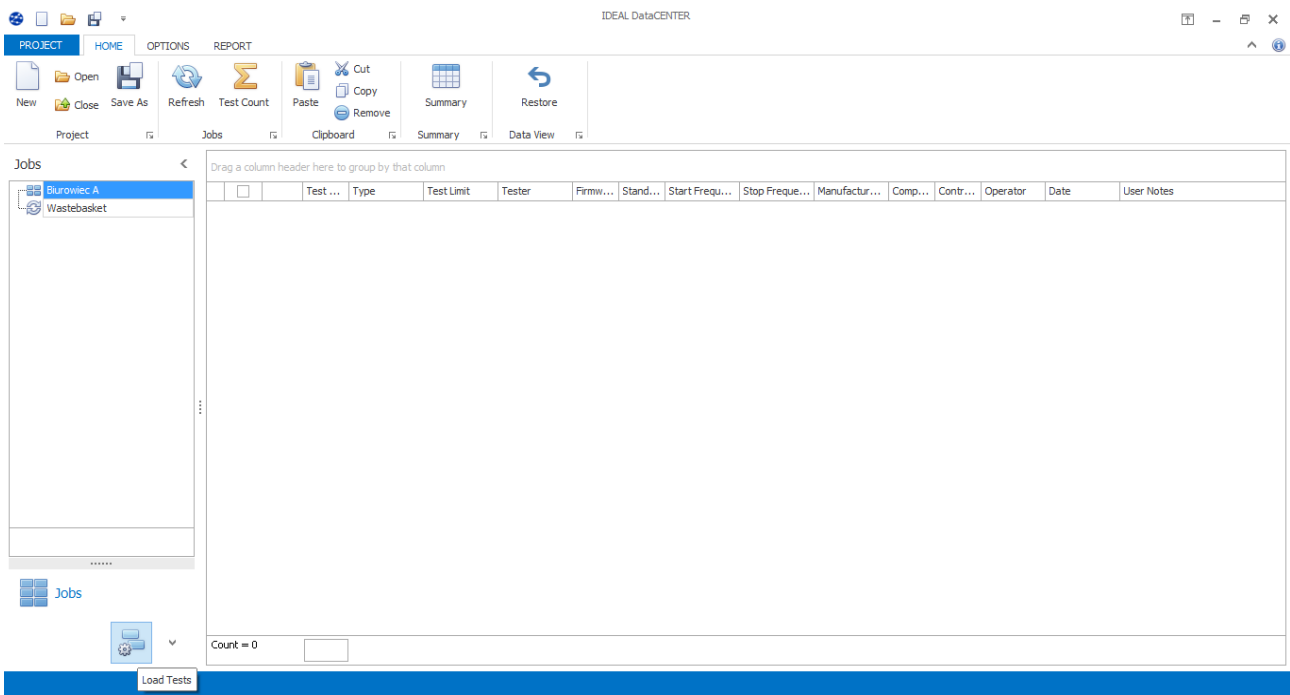 IDEAL DataCENTER
PROJECT HOME OPTIONS REPORT
New Open Close Save As Refresh Test Count Paste Cut Copy Remove Summary Restore
Project Jobs Clipboard Summary Data View
Jobs
Drag a column header here to group by that column
Test ... Type Test Limit Tester Firmw... Stand... Start Frequ... Stop Freque... Manufactur... Comp... Contr... Operator Date User Notes
Biurowiec A
Wastebasket
Jobs
Count = 0
Load Tests